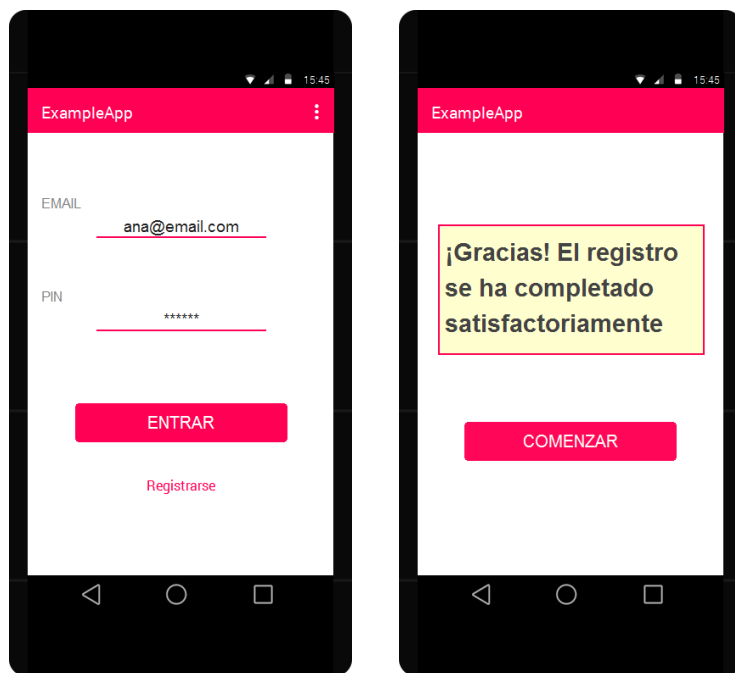 15:45
ExampleApp
EMAIL
ana@email.com
PIN
******
ENTRAR
Registrarse
15:45
ExampleApp
¡Gracias! El registro
se ha completado
satisfactoriamente
COMENZAR